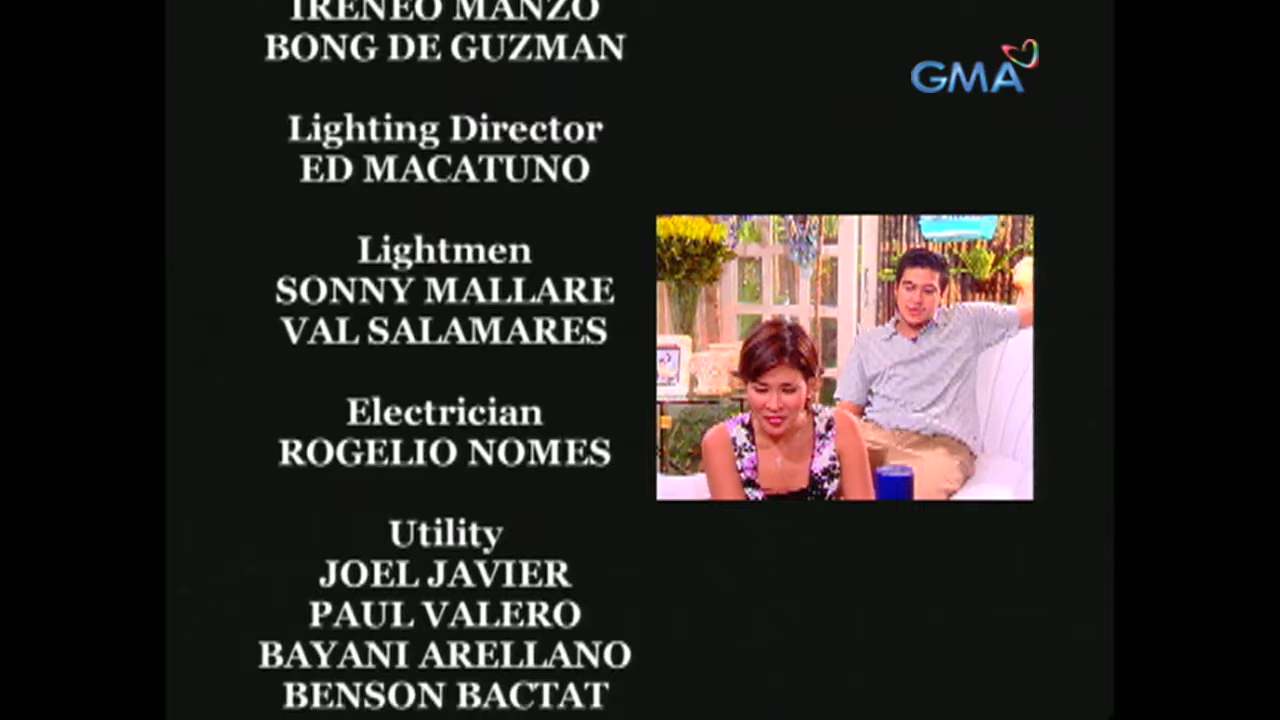 IRENEO MANZO
BONG DE GUZMAN
GMA
Lighting Director
ED MACATUNO
Lightmen
SONNY MALLARE
VAL SALAMARES
Electrician
ROGELIO NOMES
Utility
JOEL JAVIER
PAUL VALERO
BAYANI ARELLANO
BENSON BACTAT